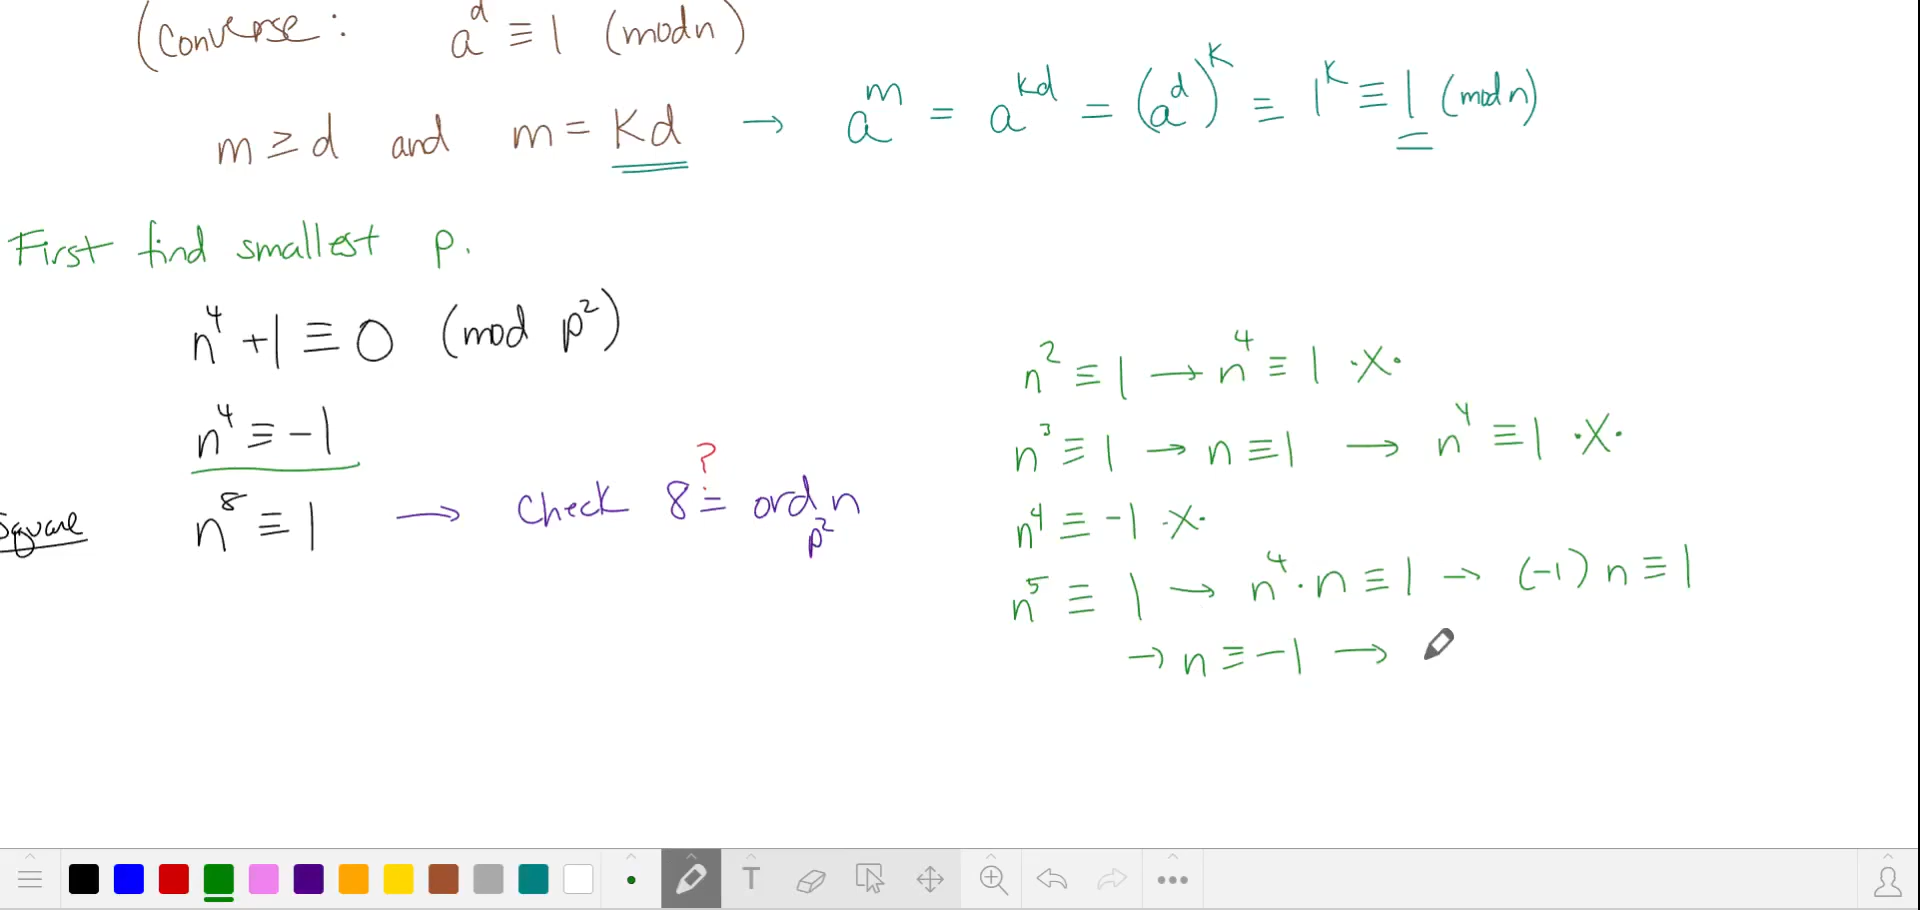 (Converse: a^d ≡ 1 (mod n)
m ≥ d and m = Kd → a^m = a^{kd} = (a^d)^K ≡ 1^K ≡ 1 (mod n)
First find smallest p.
n^4 + 1 ≡ 0 (mod p^2)
n^4 ≡ -1
Square n^8 ≡ 1 → Check 8 ≟ ord_{p^2} n
n^2 ≡ 1 → n^4 ≡ 1 ·X·
n^3 ≡ 1 → n ≡ 1 → n^4 ≡ 1 ·X·
n^4 ≡ -1 ·X·
n^5 ≡ 1 → n^4 · n ≡ 1 → (-1) n ≡ 1
→ n ≡ -1 →
T